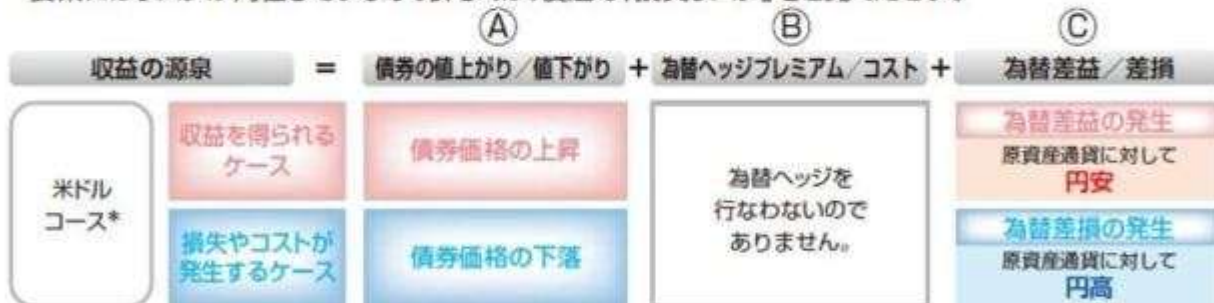 Ⓐ Ⓑ Ⓒ
収益の源泉 = 債券の値上がり／値下がり + 為替ヘッジプレミアム／コスト + 為替差益／差損
米ドル
コース*
収益を得られる
ケース
債券価格の上昇
為替ヘッジを
行なわないので
ありません。
為替差益の発生
原資産通貨に対して
円安
損失やコストが
発生するケース
債券価格の下落
為替差損の発生
原資産通貨に対して
円高